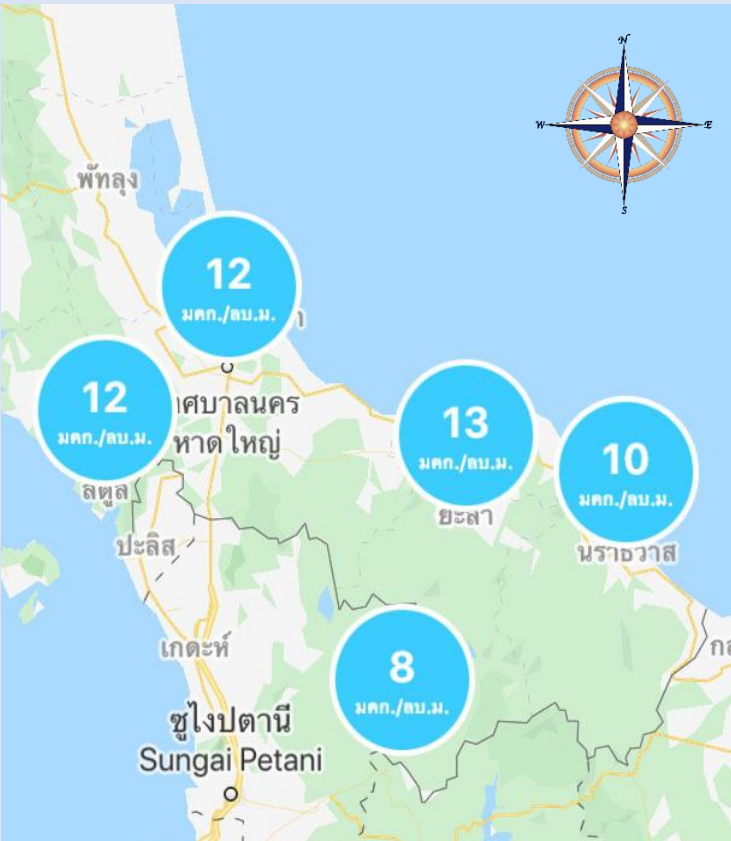 N
W
E
S
พัทลุง
12
มคก./ลบ.ม.
12
มคก./ลบ.ม.
ศบาลนคร
หาดใหญ่
13
มคก./ลบ.ม.
10
มคก./ลบ.ม.
สตูล
ยะลา
ปะลิส
นราธิวาส
เกดะห์
8
มคก./ลบ.ม.
ซูไงปตานี
Sungai Petani